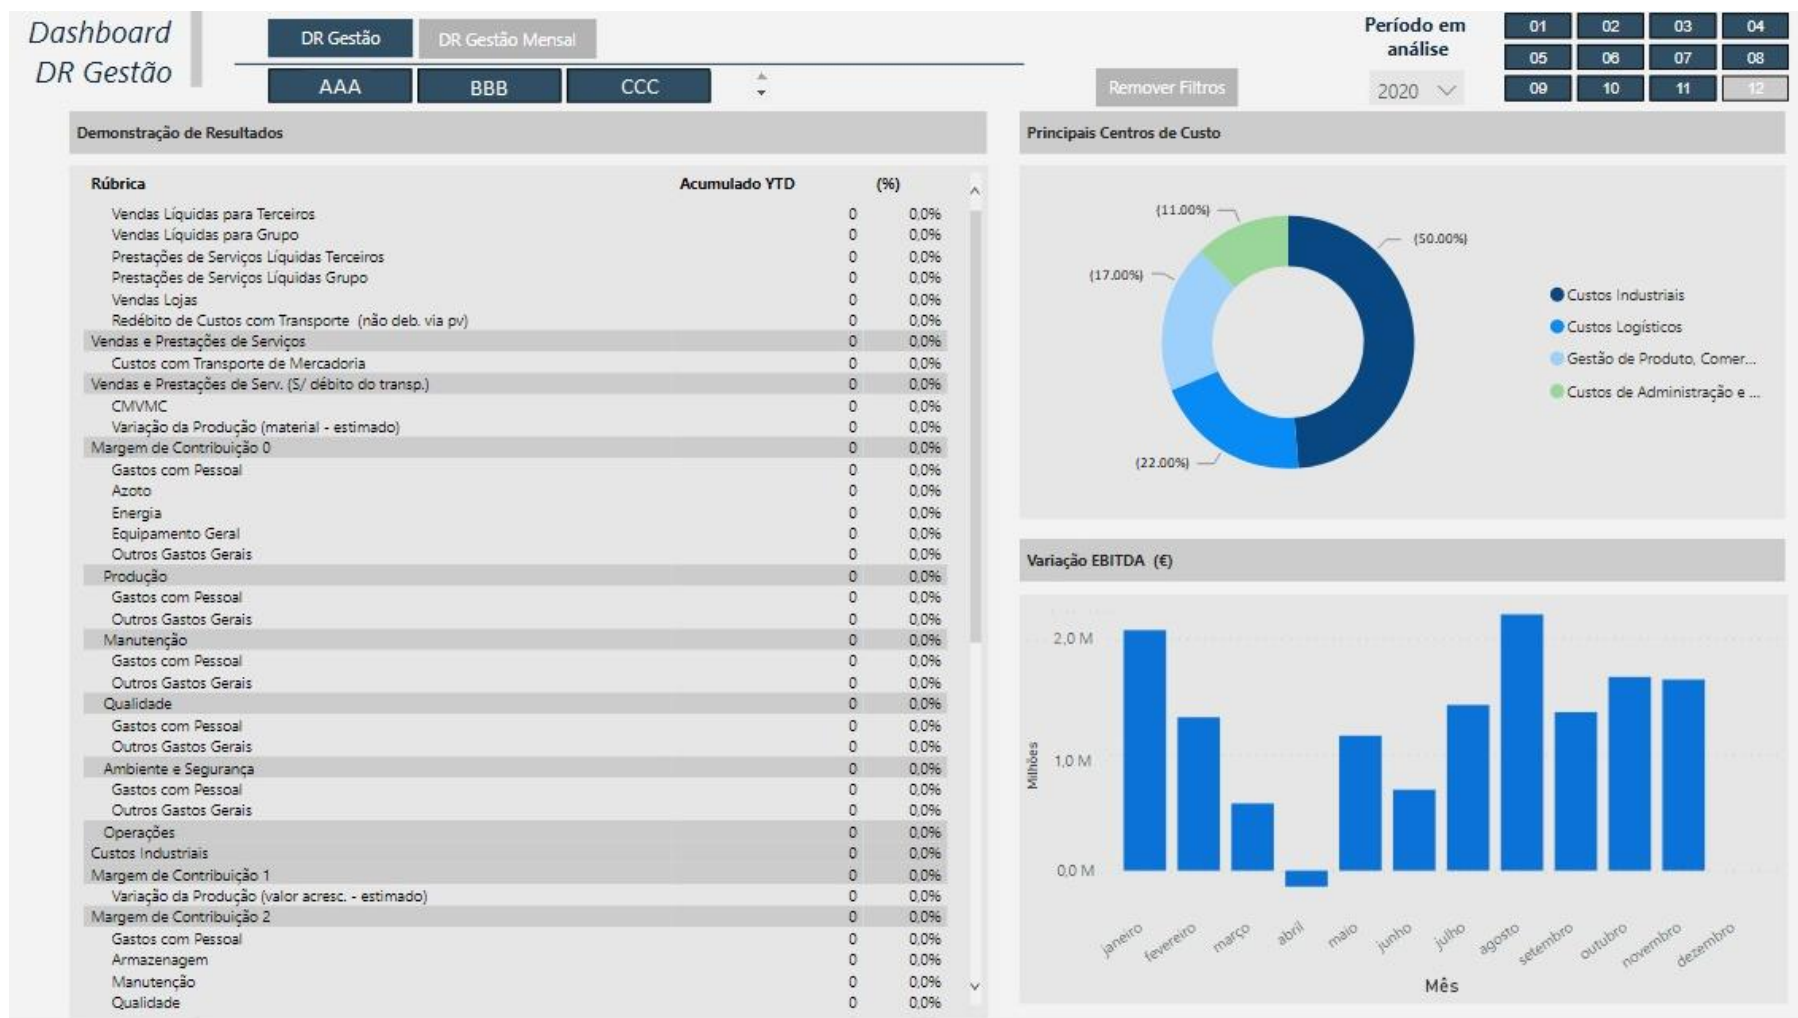 Dashboard
DR Gestão
DR Gestão
DR Gestão Mensal
AAA
BBB
CCC
Remover Filtros
Período em
análise
2020
01 02 03 04
05 06 07 08
09 10 11 12
Demonstração de Resultados
Rúbrica Acumulado YTD (%)
Vendas Líquidas para Terceiros 0 0,0%
Vendas Líquidas para Grupo 0 0,0%
Prestações de Serviços Líquidas Terceiros 0 0,0%
Prestações de Serviços Líquidas Grupo 0 0,0%
Vendas Lojas 0 0,0%
Redébito de Custos com Transporte (não deb. via pv) 0 0,0%
Vendas e Prestações de Serviços 0 0,0%
Custos com Transporte de Mercadoria 0 0,0%
Vendas e Prestações de Serv. (S/ débito do transp.) 0 0,0%
CMVMC 0 0,0%
Variação da Produção (material - estimado) 0 0,0%
Margem de Contribuição 0 0 0,0%
Gastos com Pessoal 0 0,0%
Azoto 0 0,0%
Energia 0 0,0%
Equipamento Geral 0 0,0%
Outros Gastos Gerais 0 0,0%
Produção 0 0,0%
Gastos com Pessoal 0 0,0%
Outros Gastos Gerais 0 0,0%
Manutenção 0 0,0%
Gastos com Pessoal 0 0,0%
Outros Gastos Gerais 0 0,0%
Qualidade 0 0,0%
Gastos com Pessoal 0 0,0%
Outros Gastos Gerais 0 0,0%
Ambiente e Segurança 0 0,0%
Gastos com Pessoal 0 0,0%
Outros Gastos Gerais 0 0,0%
Operações 0 0,0%
Custos Industriais 0 0,0%
Margem de Contribuição 1 0 0,0%
Variação da Produção (valor acresc. - estimado) 0 0,0%
Margem de Contribuição 2 0 0,0%
Gastos com Pessoal 0 0,0%
Armazenagem 0 0,0%
Manutenção 0 0,0%
Qualidade 0 0,0%
Principais Centros de Custo
(11.00%)
(50.00%)
(17.00%)
(22.00%)
Custos Industriais
Custos Logísticos
Gestão de Produto, Comer...
Custos de Administração e ...
Variação EBITDA (€)
2,0 M
1,0 M
0,0 M
Milhões
janeiro fevereiro março abril maio junho julho agosto setembro outubro novembro dezembro
Mês